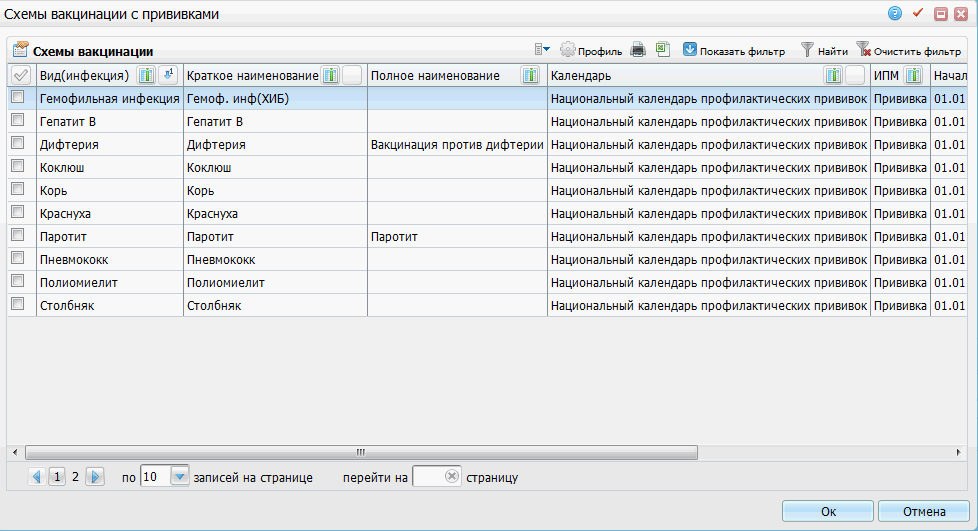 Схемы вакцинации с прививками
Схемы вакцинации Профиль Показать фильтр Найти Очистить фильтр
Вид(инфекция) Краткое наименование Полное наименование Календарь ИПМ Начал
Гемофильная инфекция Гемоф. инф(ХИБ) Национальный календарь профилактических прививок Прививка 01.01
Гепатит В Гепатит В Национальный календарь профилактических прививок Прививка 01.01
Дифтерия Дифтерия Вакцинация против дифтерии Национальный календарь профилактических прививок Прививка 01.01
Коклюш Коклюш Национальный календарь профилактических прививок Прививка 01.01
Корь Корь Национальный календарь профилактических прививок Прививка 01.01
Краснуха Краснуха Национальный календарь профилактических прививок Прививка 01.01
Паротит Паротит Паротит Национальный календарь профилактических прививок Прививка 01.01
Пневмококк Пневмококк Национальный календарь профилактических прививок Прививка 01.01
Полиомиелит Полиомиелит Национальный календарь профилактических прививок Прививка 01.01
Столбняк Столбняк Национальный календарь профилактических прививок Прививка 01.01
1 2 по 10 записей на странице перейти на страницу
Ок Отмена